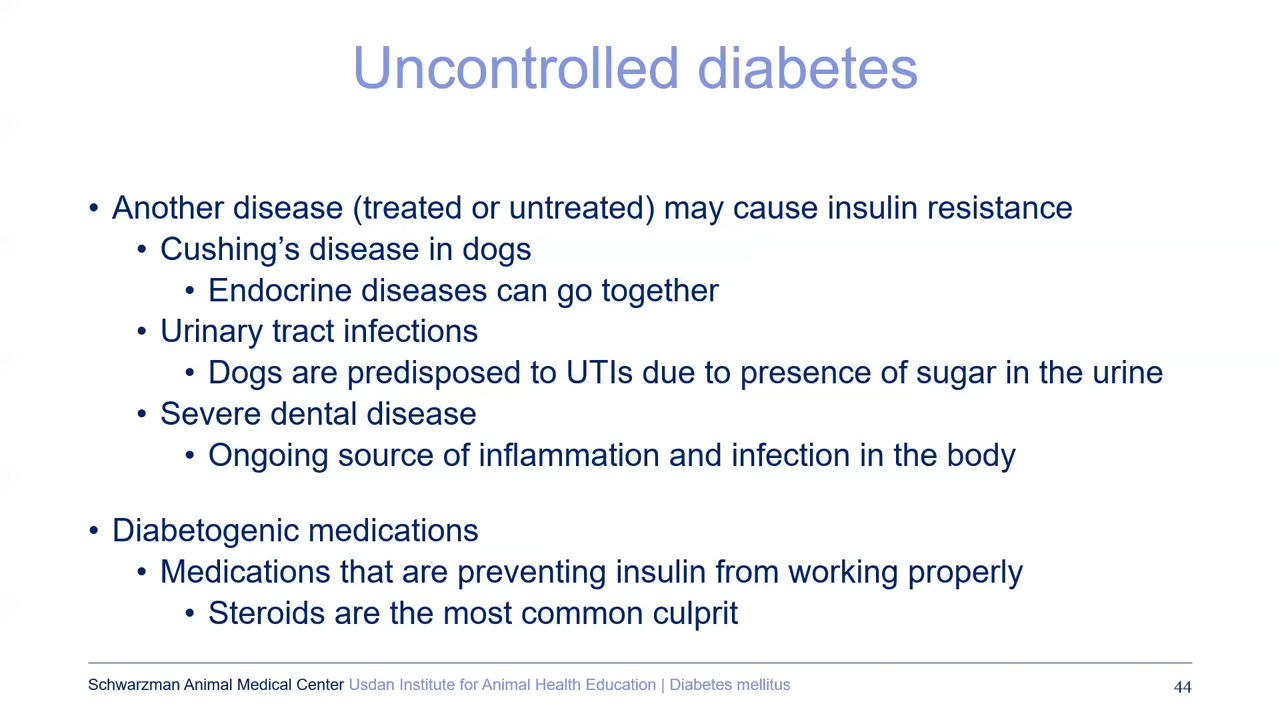 Uncontrolled diabetes
• Another disease (treated or untreated) may cause insulin resistance
• Cushing’s disease in dogs
• Endocrine diseases can go together
• Urinary tract infections
• Dogs are predisposed to UTIs due to presence of sugar in the urine
• Severe dental disease
• Ongoing source of inflammation and infection in the body
• Diabetogenic medications
• Medications that are preventing insulin from working properly
• Steroids are the most common culprit
Schwarzman Animal Medical Center Usdan Institute for Animal Health Education | Diabetes mellitus
44